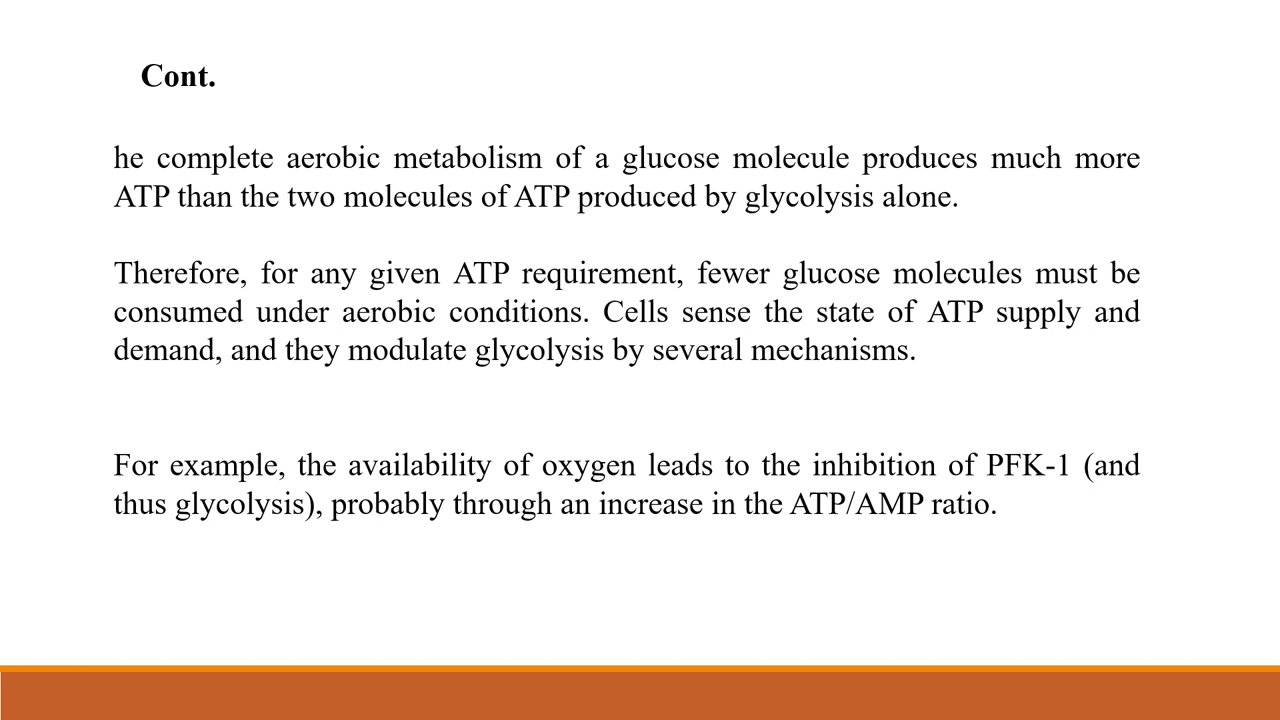 Cont.
he complete aerobic metabolism of a glucose molecule produces much more
ATP than the two molecules of ATP produced by glycolysis alone.
Therefore, for any given ATP requirement, fewer glucose molecules must be
consumed under aerobic conditions. Cells sense the state of ATP supply and
demand, and they modulate glycolysis by several mechanisms.
For example, the availability of oxygen leads to the inhibition of PFK-1 (and
thus glycolysis), probably through an increase in the ATP/AMP ratio.